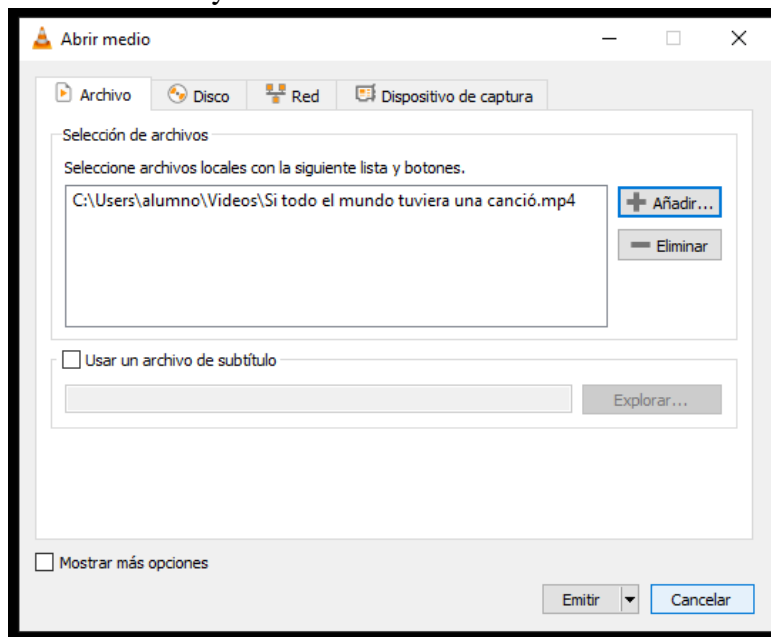 Abrir medio
Archivo Disco Red Dispositivo de captura
Selección de archivos
Seleccione archivos locales con la siguiente lista y botones.
C:\Users\alumno\Videos\Si todo el mundo tuviera una canció.mp4
Añadir...
Eliminar
Usar un archivo de subtítulo
Explorar...
Mostrar más opciones
Emitir Cancelar